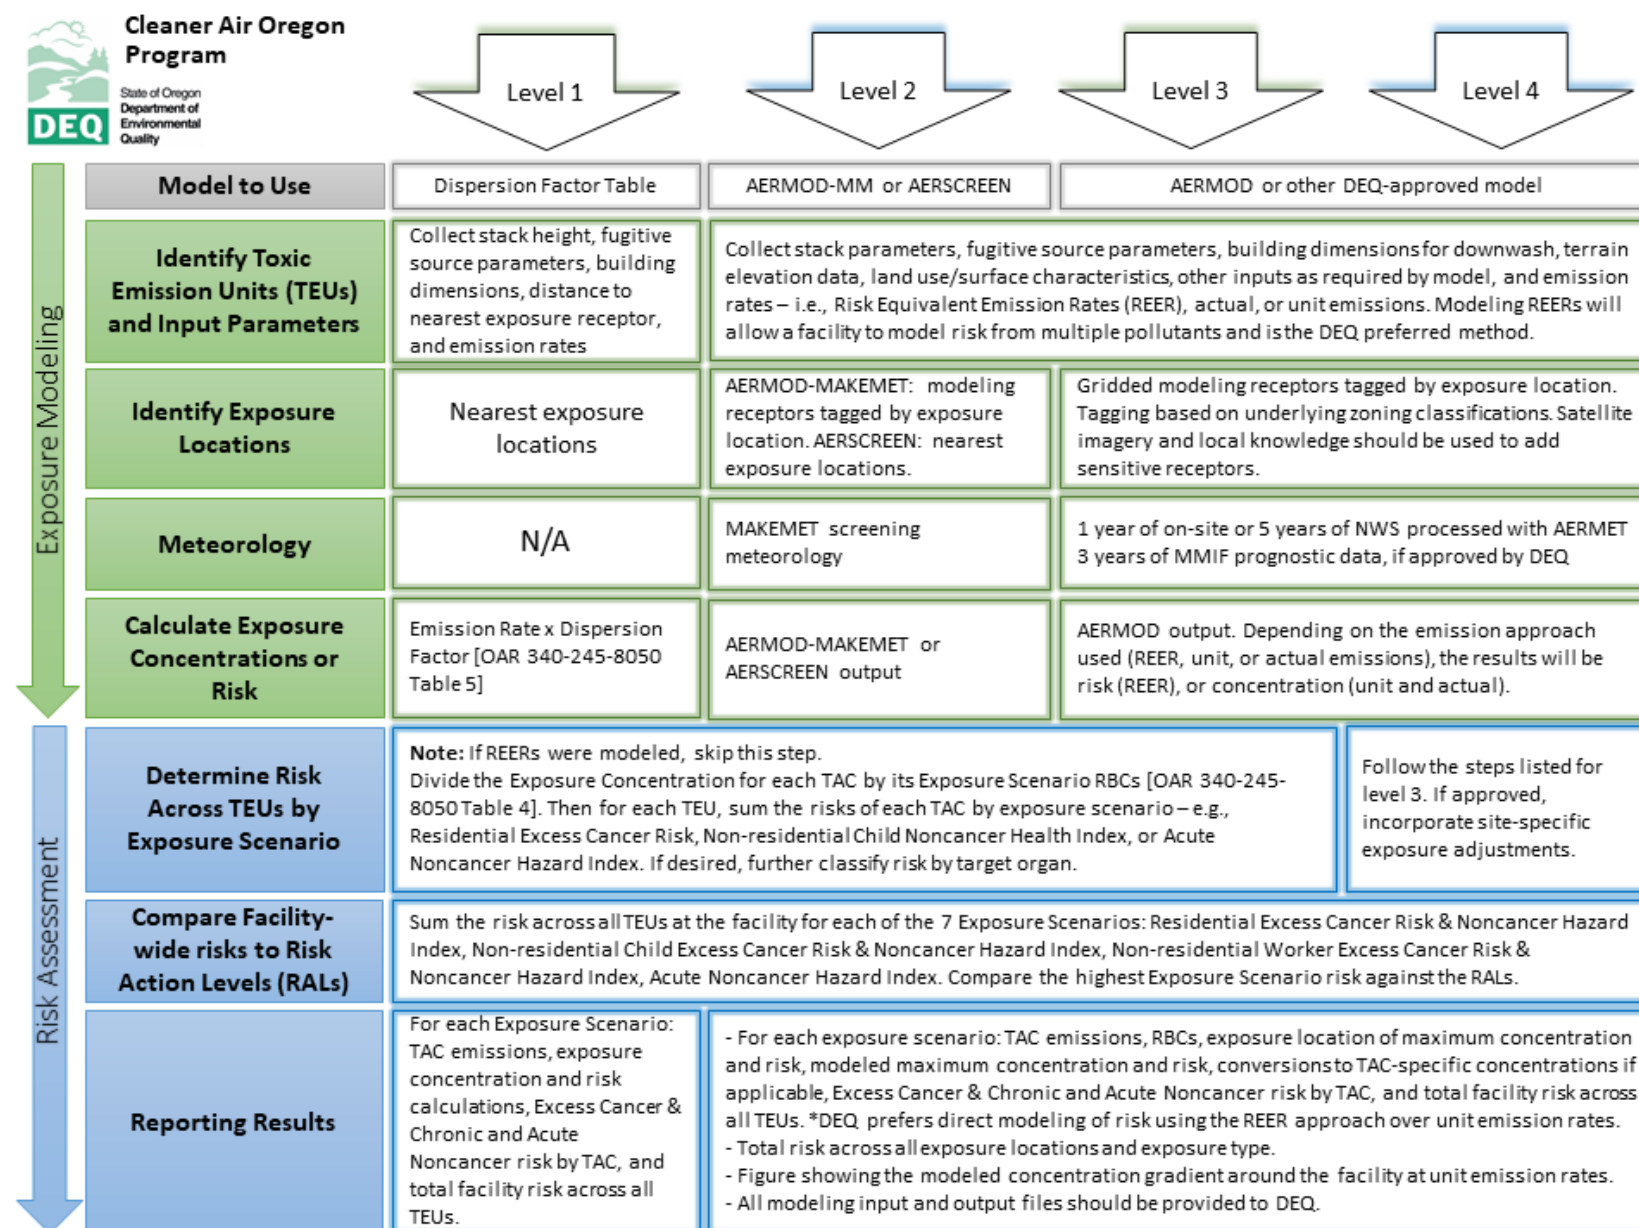 Cleaner Air Oregon
Program
State of Oregon
Department of
Environmental
Quality
DEQ
Level 1
Level 2
Level 3
Level 4
Exposure Modeling
Model to Use
Dispersion Factor Table
AERMOD-MM or AERSCREEN
AERMOD or other DEQ-approved model
Identify Toxic
Emission Units (TEUs)
and Input Parameters
Collect stack height, fugitive
source parameters, building
dimensions, distance to
nearest exposure receptor,
and emission rates
Collect stack parameters, fugitive source parameters, building dimensions for downwash, terrain
elevation data, land use/surface characteristics, other inputs as required by model, and emission
rates – i.e., Risk Equivalent Emission Rates (REER), actual, or unit emissions. Modeling REERs will
allow a facility to model risk from multiple pollutants and is the DEQ preferred method.
Identify Exposure
Locations
Nearest exposure
locations
AERMOD-MAKEMET: modeling
receptors tagged by exposure
location. AERSCREEN: nearest
exposure locations.
Gridded modeling receptors tagged by exposure location.
Tagging based on underlying zoning classifications. Satellite
imagery and local knowledge should be used to add
sensitive receptors.
Meteorology
N/A
MAKEMET screening
meteorology
1 year of on-site or 5 years of NWS processed with AERMET
3 years of MMIF prognostic data, if approved by DEQ
Calculate Exposure
Concentrations or
Risk
Emission Rate x Dispersion
Factor [OAR 340-245-8050
Table 5]
AERMOD-MAKEMET or
AERSCREEN output
AERMOD output. Depending on the emission approach
used (REER, unit, or actual emissions), the results will be
risk (REER), or concentration (unit and actual).
Risk Assessment
Determine Risk
Across TEUs by
Exposure Scenario
Note: If REERs were modeled, skip this step.
Divide the Exposure Concentration for each TAC by its Exposure Scenario RBCs [OAR 340-245-
8050 Table 4]. Then for each TEU, sum the risks of each TAC by exposure scenario – e.g.,
Residential Excess Cancer Risk, Non-residential Child Noncancer Health Index, or Acute
Noncancer Hazard Index. If desired, further classify risk by target organ.
Follow the steps listed for
level 3. If approved,
incorporate site-specific
exposure adjustments.
Compare Facility-
wide risks to Risk
Action Levels (RALs)
Sum the risk across all TEUs at the facility for each of the 7 Exposure Scenarios: Residential Excess Cancer Risk & Noncancer Hazard
Index, Non-residential Child Excess Cancer Risk & Noncancer Hazard Index, Non-residential Worker Excess Cancer Risk &
Noncancer Hazard Index, Acute Noncancer Hazard Index. Compare the highest Exposure Scenario risk against the RALs.
Reporting Results
For each Exposure Scenario:
TAC emissions, exposure
concentration and risk
calculations, Excess Cancer &
Chronic and Acute
Noncancer risk by TAC, and
total facility risk across all
TEUs.
- For each exposure scenario: TAC emissions, RBCs, exposure location of maximum concentration
and risk, modeled maximum concentration and risk, conversions to TAC-specific concentrations if
applicable, Excess Cancer & Chronic and Acute Noncancer risk by TAC, and total facility risk across
all TEUs. *DEQ prefers direct modeling of risk using the REER approach over unit emission rates.
- Total risk across all exposure locations and exposure type.
- Figure showing the modeled concentration gradient around the facility at unit emission rates.
- All modeling input and output files should be provided to DEQ.